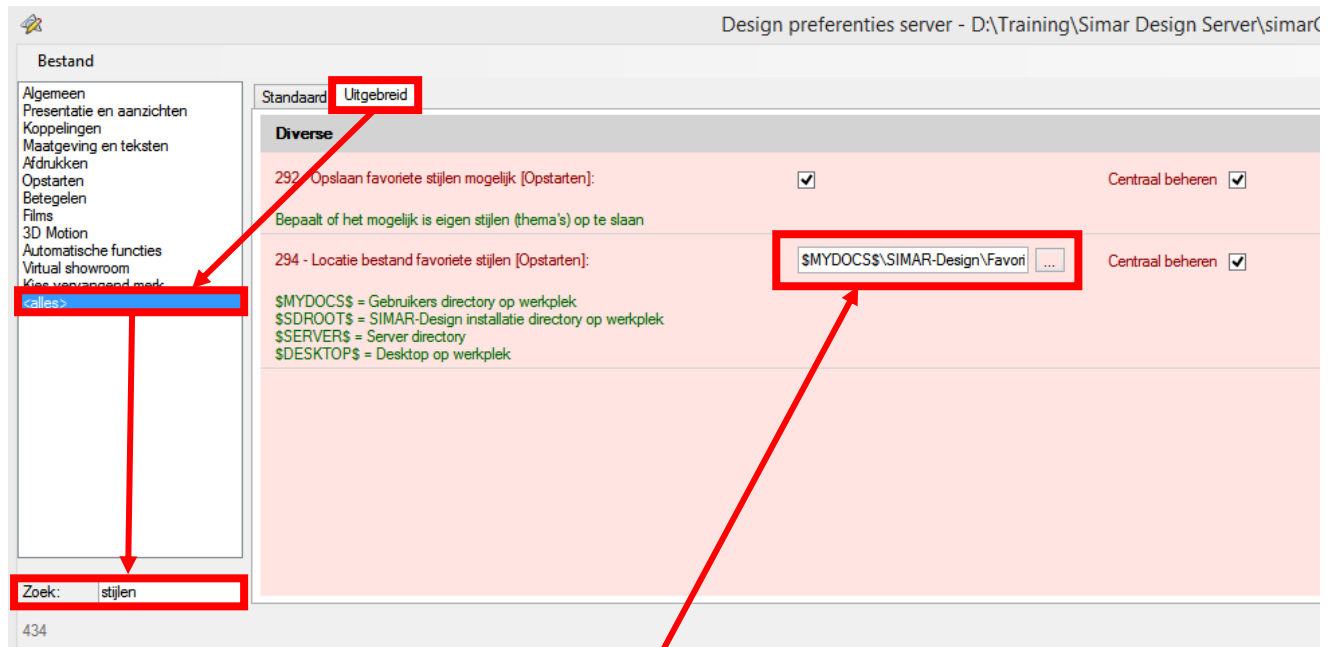 Design preferenties server - D:\Training\Simar Design Server\simar
Bestand
Algemeen
Presentatie en aanzichten
Koppelingen
Maatgeving en teksten
Afdrukken
Opstarten
Betegelen
Films
3D Motion
Automatische functies
Virtual showroom
Kies vervangend merk
<alles>
Zoek: stijlen
434
Standaard Uitgebreid
Diverse
292 - Opslaan favoriete stijlen mogelijk [Opstarten]: Centraal beheren
Bepaalt of het mogelijk is eigen stijlen (thema's) op te slaan
294 - Locatie bestand favoriete stijlen [Opstarten]: $MYDOCS$\SIMAR-Design\Favori ... Centraal beheren
$MYDOCS$ = Gebruikers directory op werkplek
$SDROOT$ = SIMAR-Design installatie directory op werkplek
$SERVER$ = Server directory
$DESKTOP$ = Desktop op werkplek